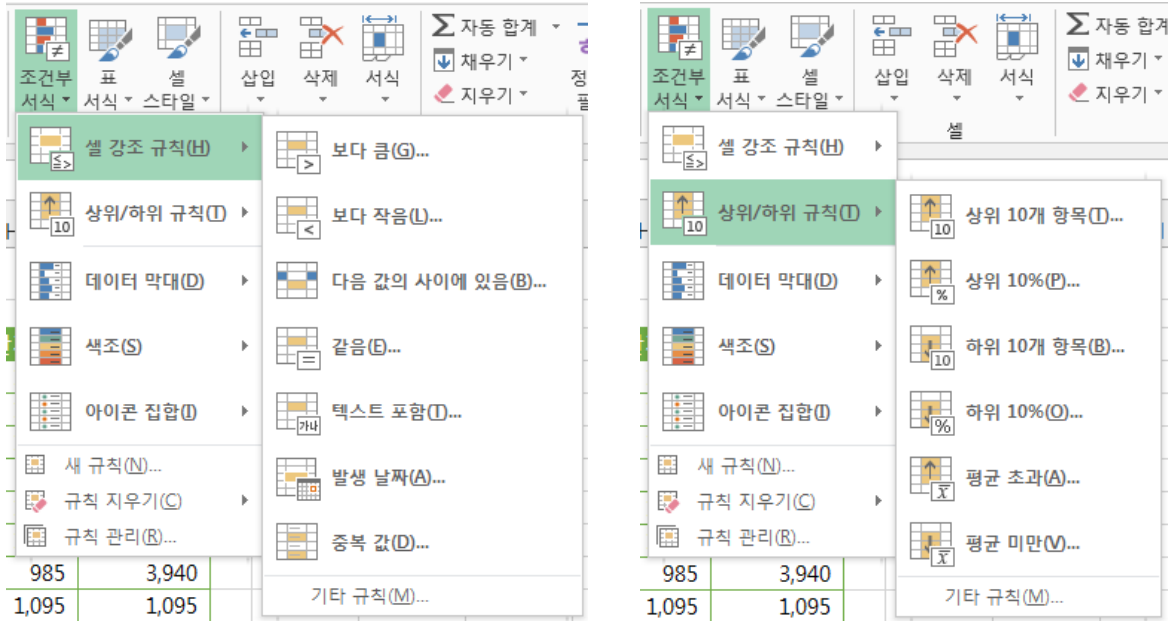 조건부
서식
표
서식
셀
스타일
삽입
삭제
서식
자동 합계
채우기
지우기
정
필
셀 강조 규칙(H)
상위/하위 규칙(T)
10
데이터 막대(D)
색조(S)
아이콘 집합(I)
새 규칙(N)...
규칙 지우기(C)
규칙 관리(R)...
보다 큼(G)...
보다 작음(L)...
다음 값의 사이에 있음(B)...
같음(E)...
텍스트 포함(T)...
가나
발생 날짜(A)...
중복 값(D)...
기타 규칙(M)...
985 3,940
1,095 1,095
조건부
서식
표
서식
셀
스타일
삽입
삭제
서식
셀
자동 합계
채우기
지우기
셀 강조 규칙(H)
상위/하위 규칙(T)
10
데이터 막대(D)
색조(S)
아이콘 집합(I)
새 규칙(N)...
규칙 지우기(C)
규칙 관리(R)...
상위 10개 항목(T)...
10
상위 10%(P)...
%
하위 10개 항목(B)...
10
하위 10%(O)...
%
평균 초과(A)...
x̅
평균 미만(V)...
x̅
기타 규칙(M)...
985 3,940
1,095 1,095